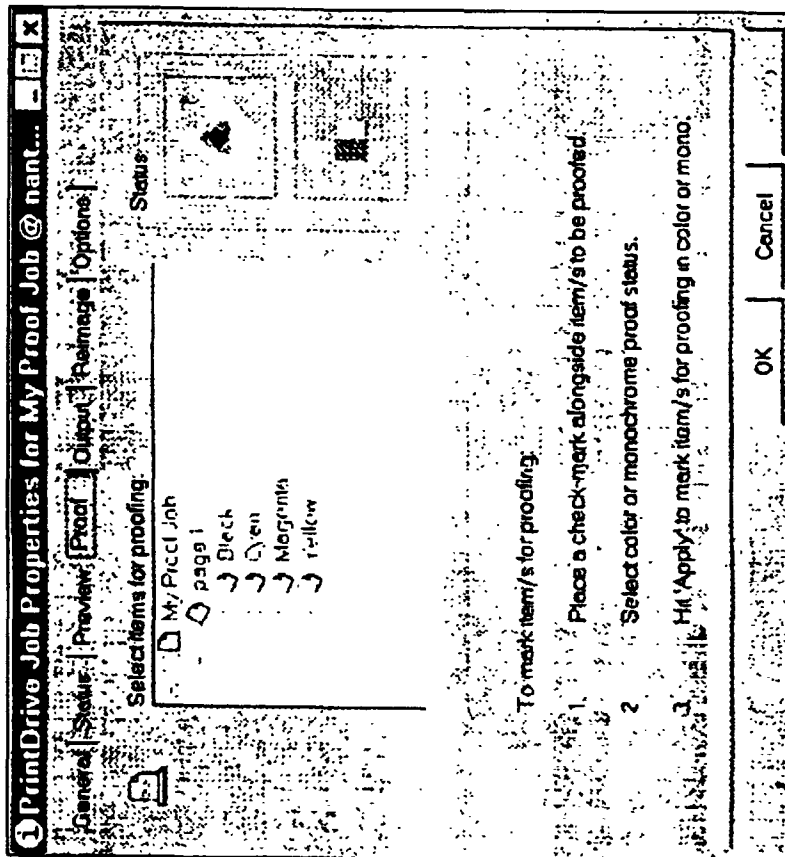 PrintDrive Job Properties for My Proof Job @ nant...
General Status Preview Proof Output Reimage Options
Select items for proofing:
Status:
My Proof Job
page 1
Black
Cyan
Magenta
Yellow
To mark item/s for proofing:
1. Place a check-mark alongside item/s to be proofed.
2 Select color or monochrome proof status.
3. Hit 'Apply' to mark item/s for proofing in color or mono.
OK Cancel